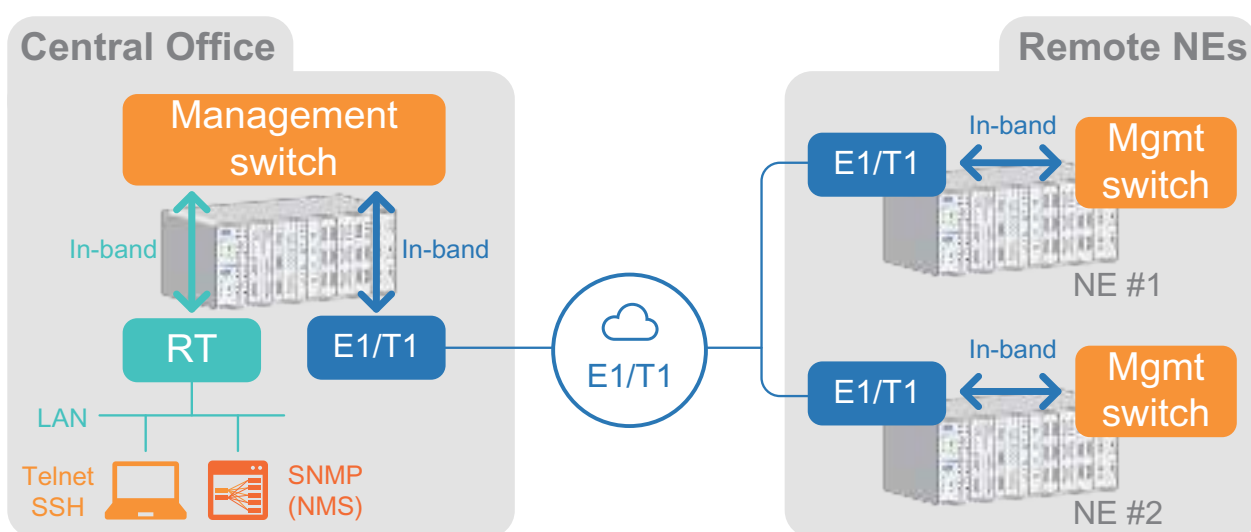 Central Office
Management
switch
In-band
In-band
RT
E1/T1
LAN
Telnet
SSH
SNMP
(NMS)
E1/T1
Remote NEs
E1/T1
In-band
Mgmt
switch
NE #1
E1/T1
In-band
Mgmt
switch
NE #2